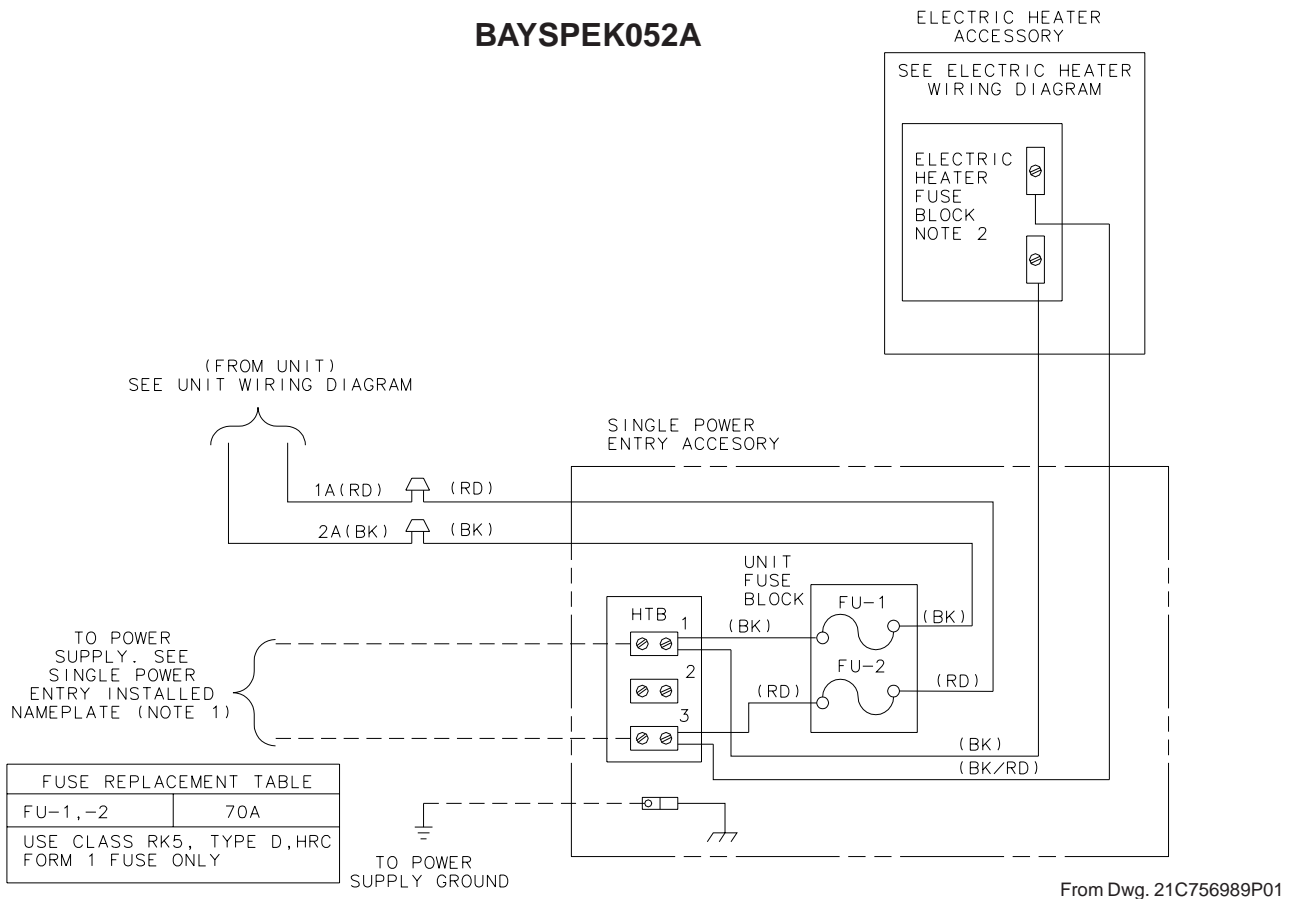 BAYSPEK052A
ELECTRIC HEATER
ACCESSORY
SEE ELECTRIC HEATER
WIRING DIAGRAM
ELECTRIC
HEATER
FUSE
BLOCK
NOTE 2
(FROM UNIT)
SEE UNIT WIRING DIAGRAM
SINGLE POWER
ENTRY ACCESORY
1A(RD) (RD)
2A(BK) (BK)
UNIT
FUSE
BLOCK
HTB
1
2
3
(BK)
FU-1
(BK)
FU-2
(RD)
(RD)
(BK)
(BK/RD)
TO POWER
SUPPLY. SEE
SINGLE POWER
ENTRY INSTALLED
NAMEPLATE (NOTE 1)
FUSE REPLACEMENT TABLE
FU-1,-2 70A
USE CLASS RK5, TYPE D,HRC
FORM 1 FUSE ONLY
TO POWER
SUPPLY GROUND
From Dwg. 21C756989P01